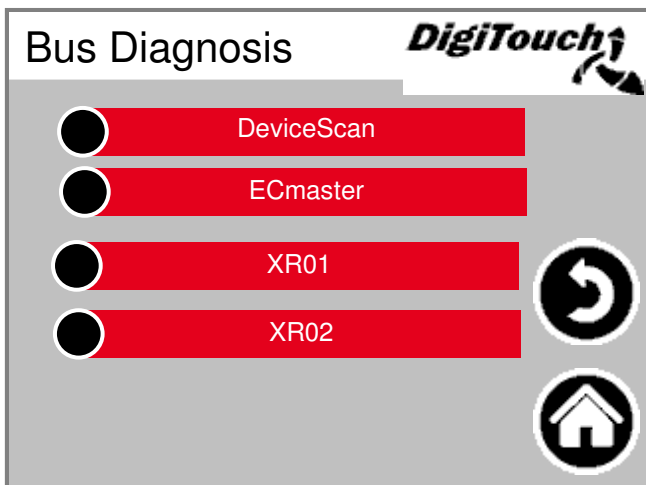 Bus Diagnosis
DigiTouch
DeviceScan
ECmaster
XR01
XR02